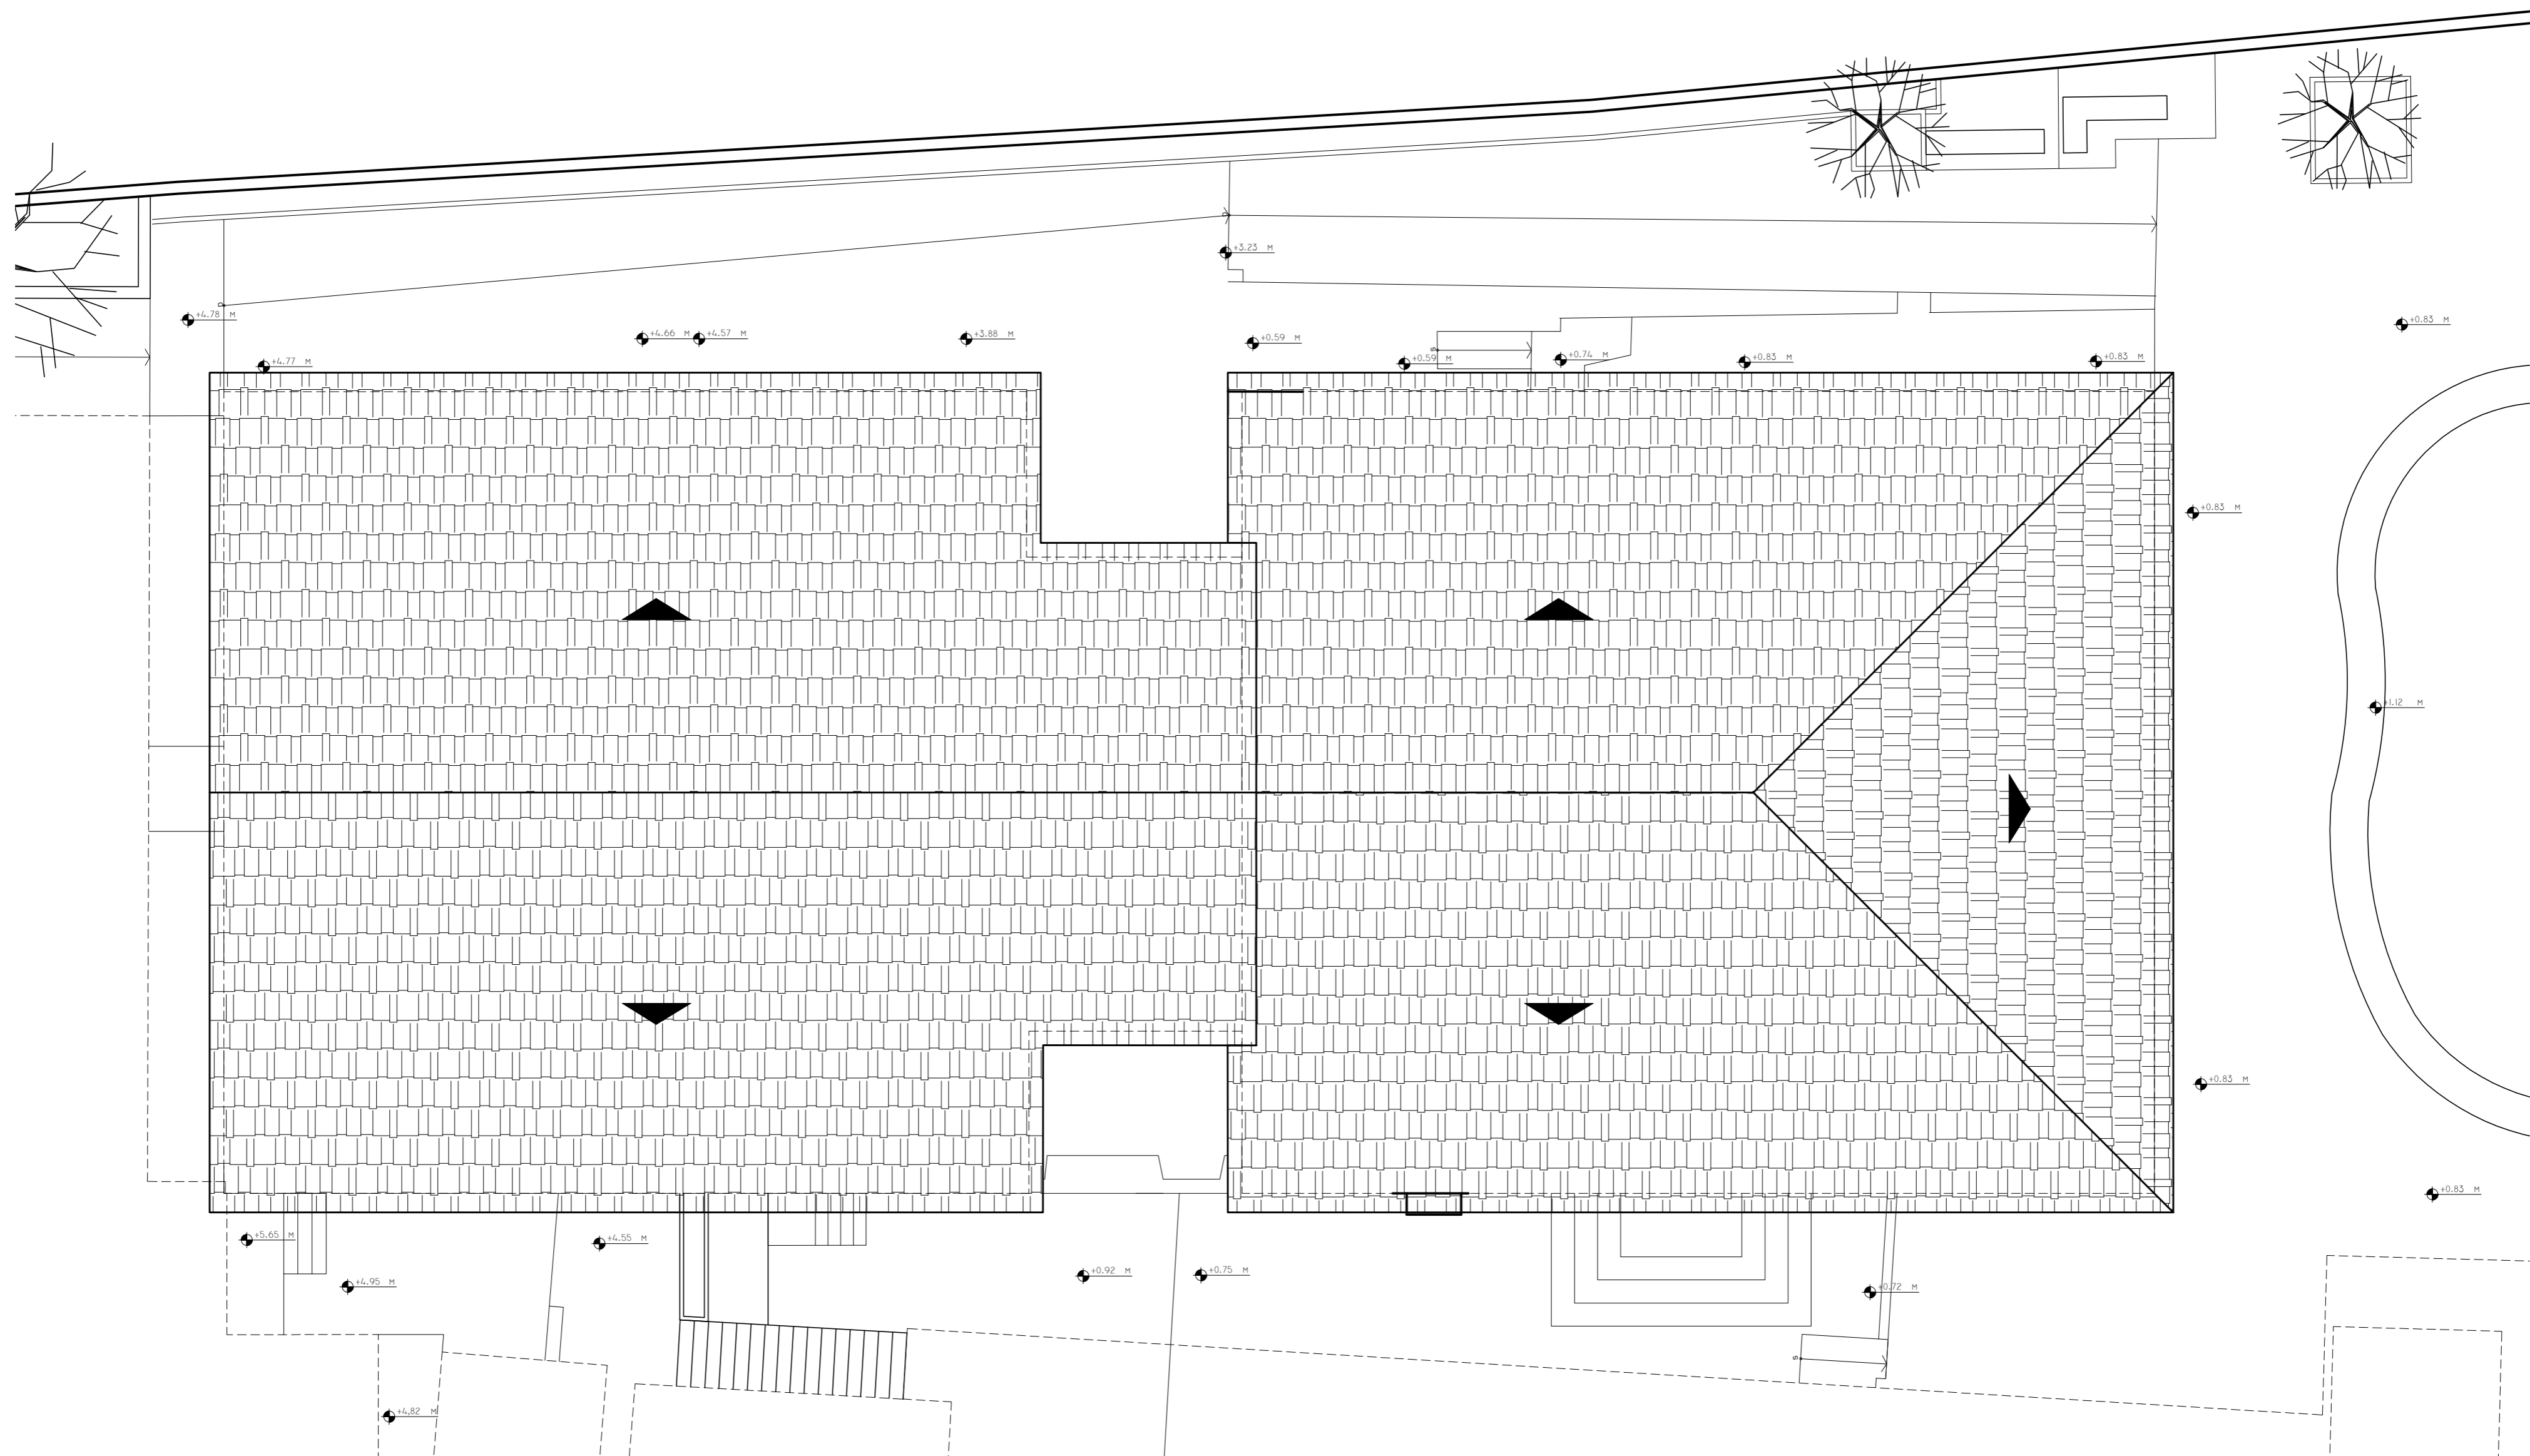 +3.23 M
+4.78 M
+0.83 M
+4.66 M
+4.57 M
+3.88 M
+0.59 M
+4.77 M
+0.59 M
+0.74 M
+0.83 M
+0.83 M
+0.83 M
+1.12 M
+0.83 M
+0.83 M
+5.65 M
+4.55 M
+4.95 M
+0.92 M
+0.75 M
+0.72 M
+4,82 M